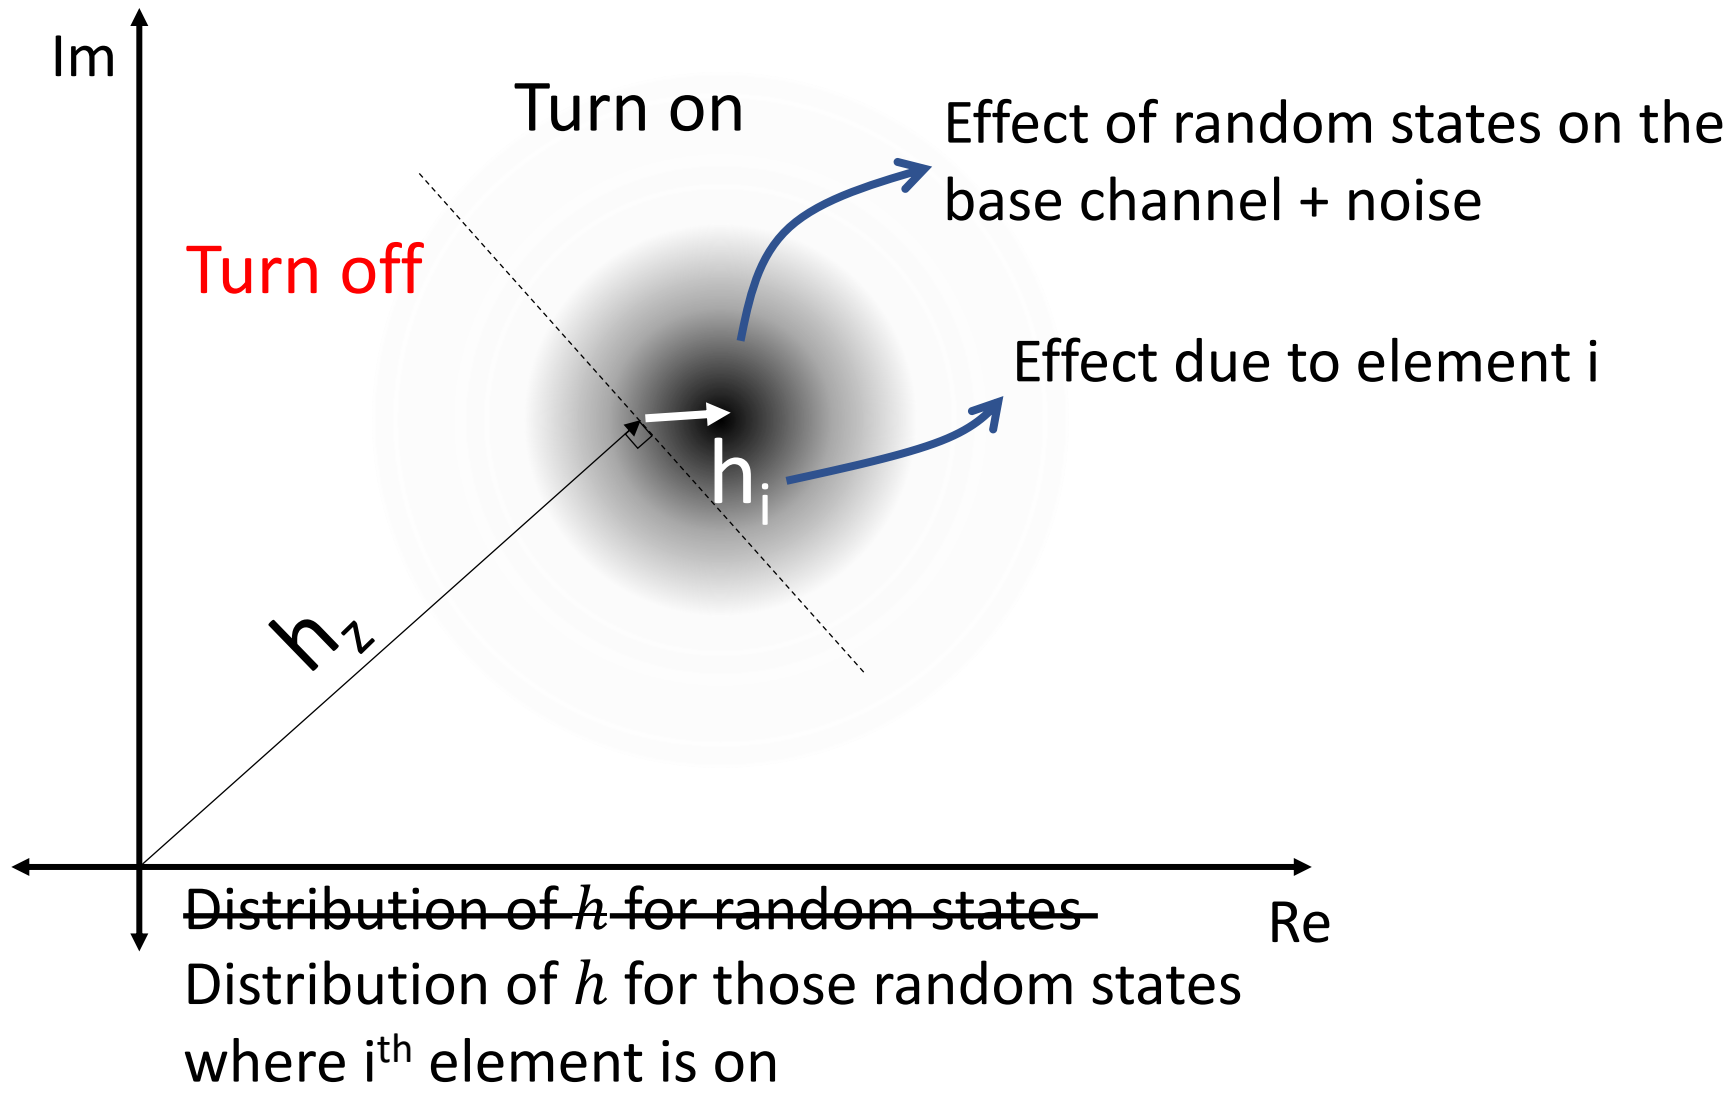 Im
Turn on
Effect of random states on the
base channel + noise
Turn off
Effect due to element i
hᵢ
h_z
Distribution of ℎ for random states
Re
Distribution of ℎ for those random states
where iᵗʰ element is on